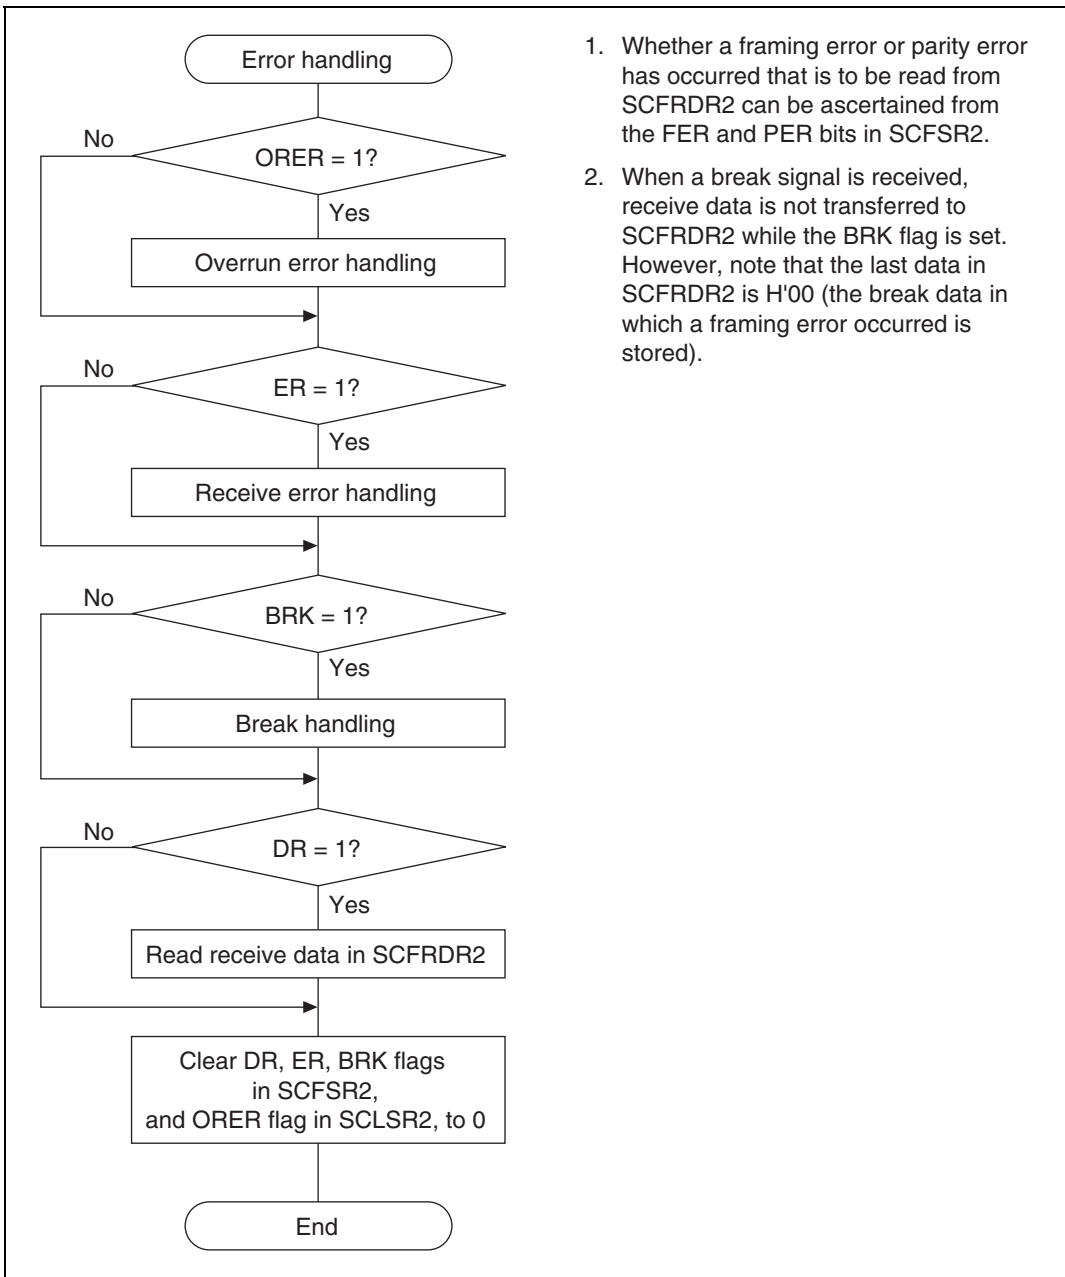 Error handling
No
ORER = 1?
Yes
Overrun error handling
No
ER = 1?
Yes
Receive error handling
No
BRK = 1?
Yes
Break handling
No
DR = 1?
Yes
Read receive data in SCFRDR2
Clear DR, ER, BRK flags
in SCFSR2,
and ORER flag in SCLSR2, to 0
End
1. Whether a framing error or parity error
has occurred that is to be read from
SCFRDR2 can be ascertained from
the FER and PER bits in SCFSR2.
2. When a break signal is received,
receive data is not transferred to
SCFRDR2 while the BRK flag is set.
However, note that the last data in
SCFRDR2 is H'00 (the break data in
which a framing error occurred is
stored).